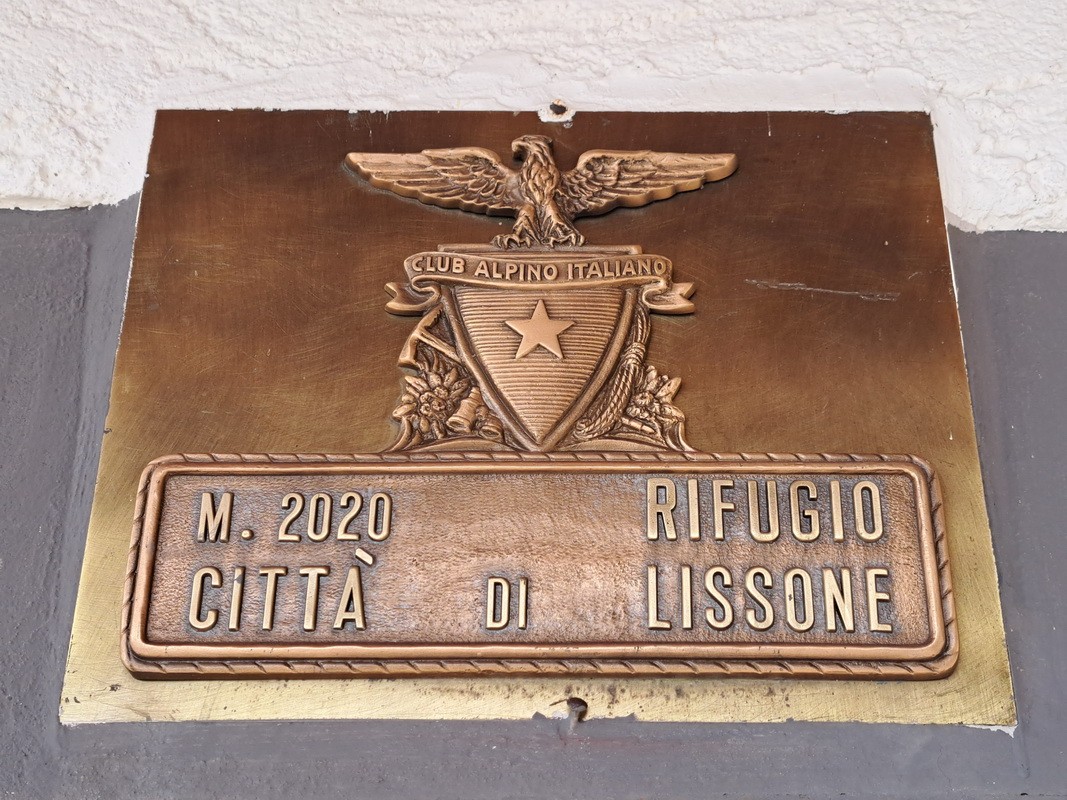 CLUB ALPINO ITALIANO
M. 2020 RIFUGIO
CITTÀ DI LISSONE